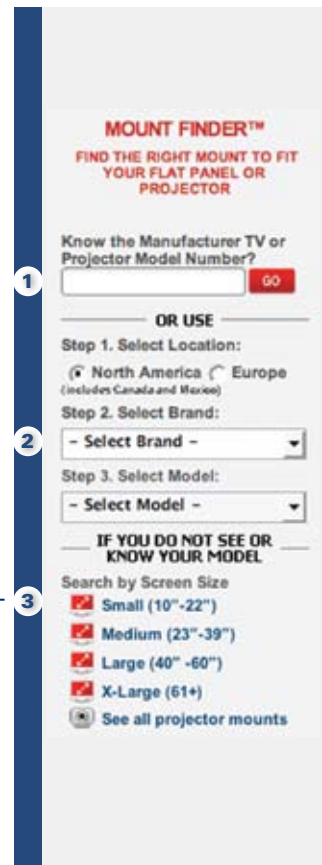 MOUNT FINDER™
FIND THE RIGHT MOUNT TO FIT
YOUR FLAT PANEL OR
PROJECTOR
Know the Manufacturer TV or
Projector Model Number?
1
GO
OR USE
Step 1. Select Location:
North America Europe
(includes Canada and Mexico)
Step 2. Select Brand:
2
- Select Brand -
Step 3. Select Model:
- Select Model -
IF YOU DO NOT SEE OR
KNOW YOUR MODEL
Search by Screen Size
3 Small (10"-22")
Medium (23"-39")
Large (40" -60")
X-Large (61+)
See all projector mounts